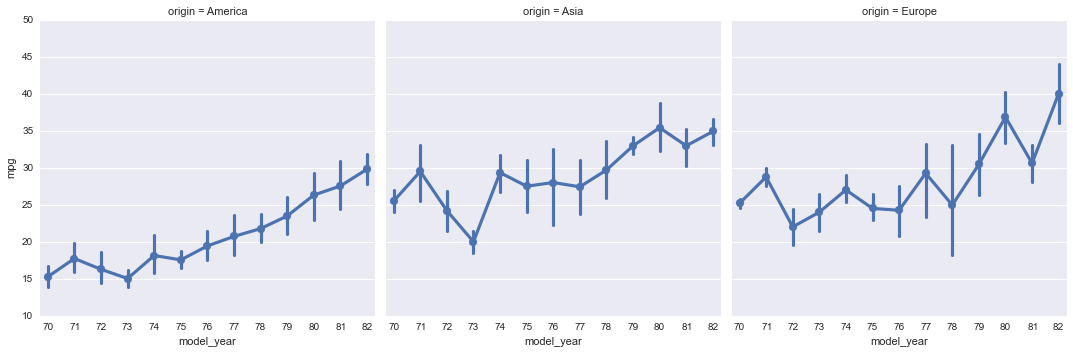 origin = America
origin = Asia
origin = Europe
50
45
40
35
30
25
20
15
10
mpg
70 71 72 73 74 75 76 77 78 79 80 81 82
70 71 72 73 74 75 76 77 78 79 80 81 82
70 71 72 73 74 75 76 77 78 79 80 81 82
model_year
model_year
model_year